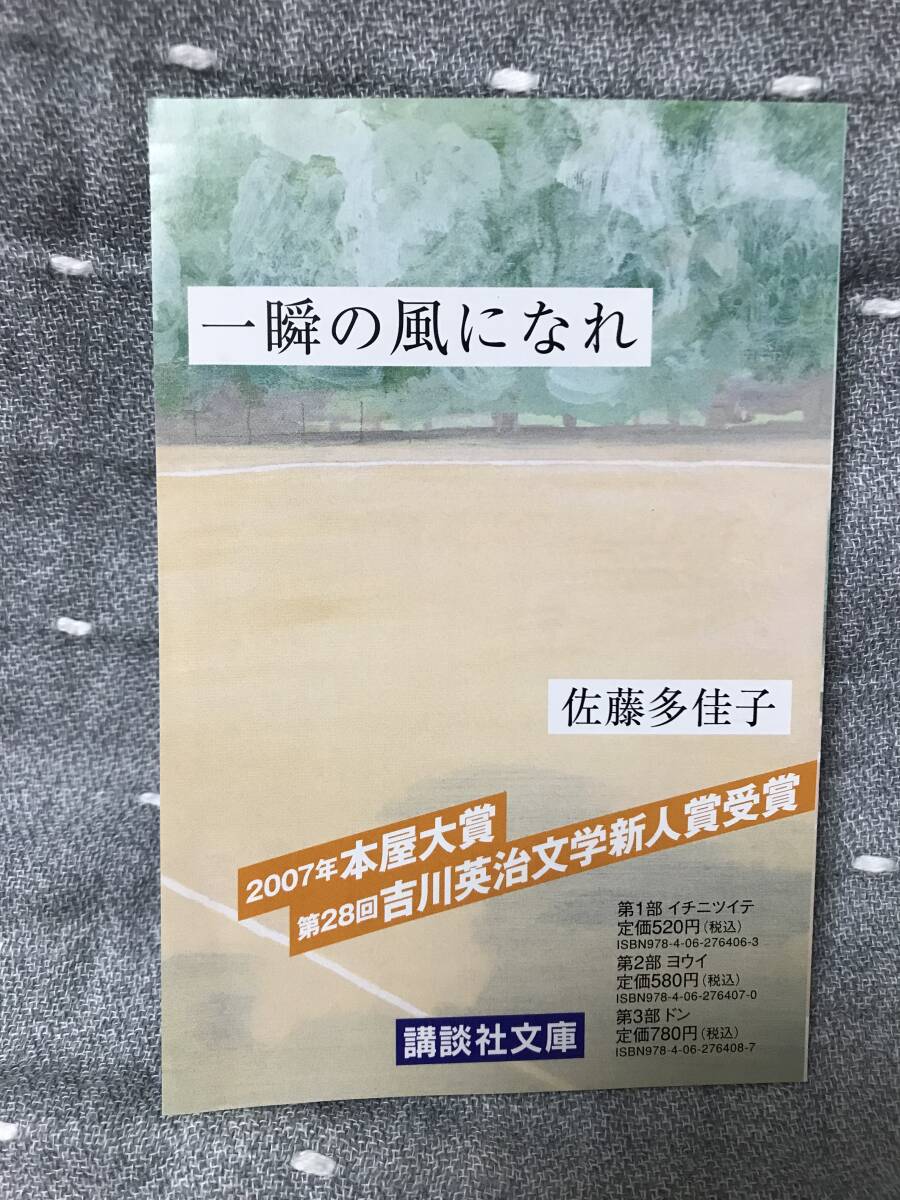 一瞬の風になれ
佐藤多佳子
2007年本屋大賞
第28回吉川英治文学新人賞受賞
第1部 イチニツイテ
定価520円(税込)
ISBN978-4-06-276406-3
第2部 ヨウイ
定価580円(税込)
ISBN978-4-06-276407-0
第3部 ドン
定価780円(税込)
ISBN978-4-06-276408-7
講談社文庫